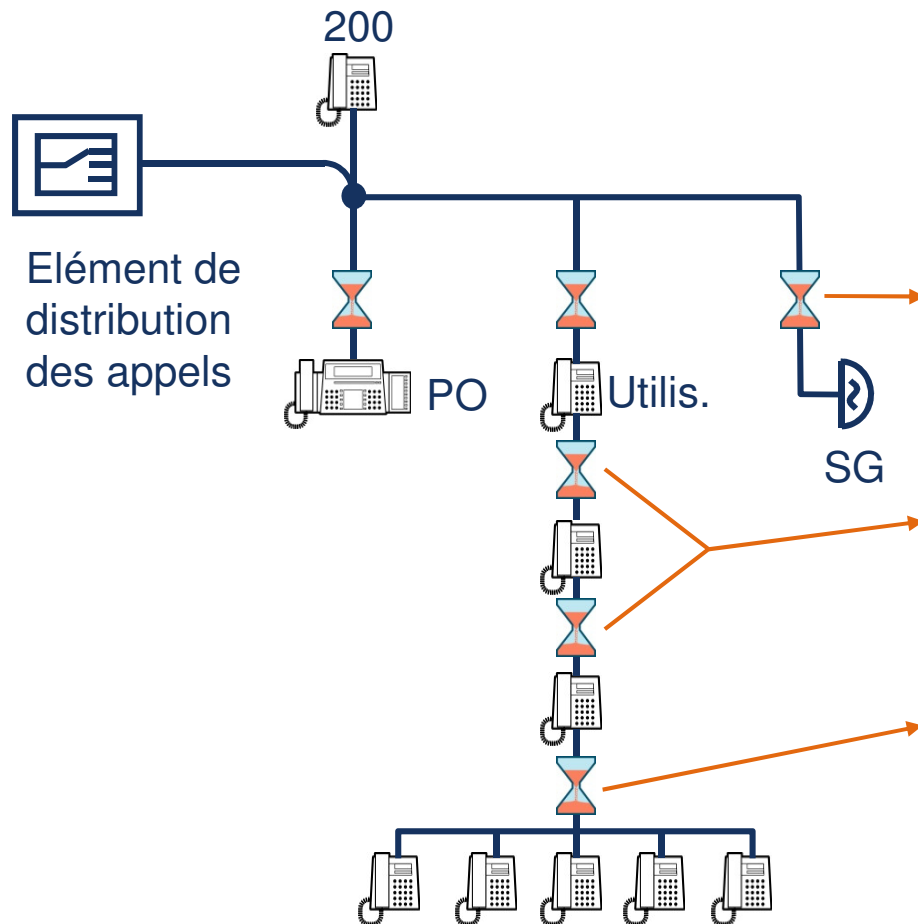 200
Elément de
distribution
des appels
PO
Utilis.
SG